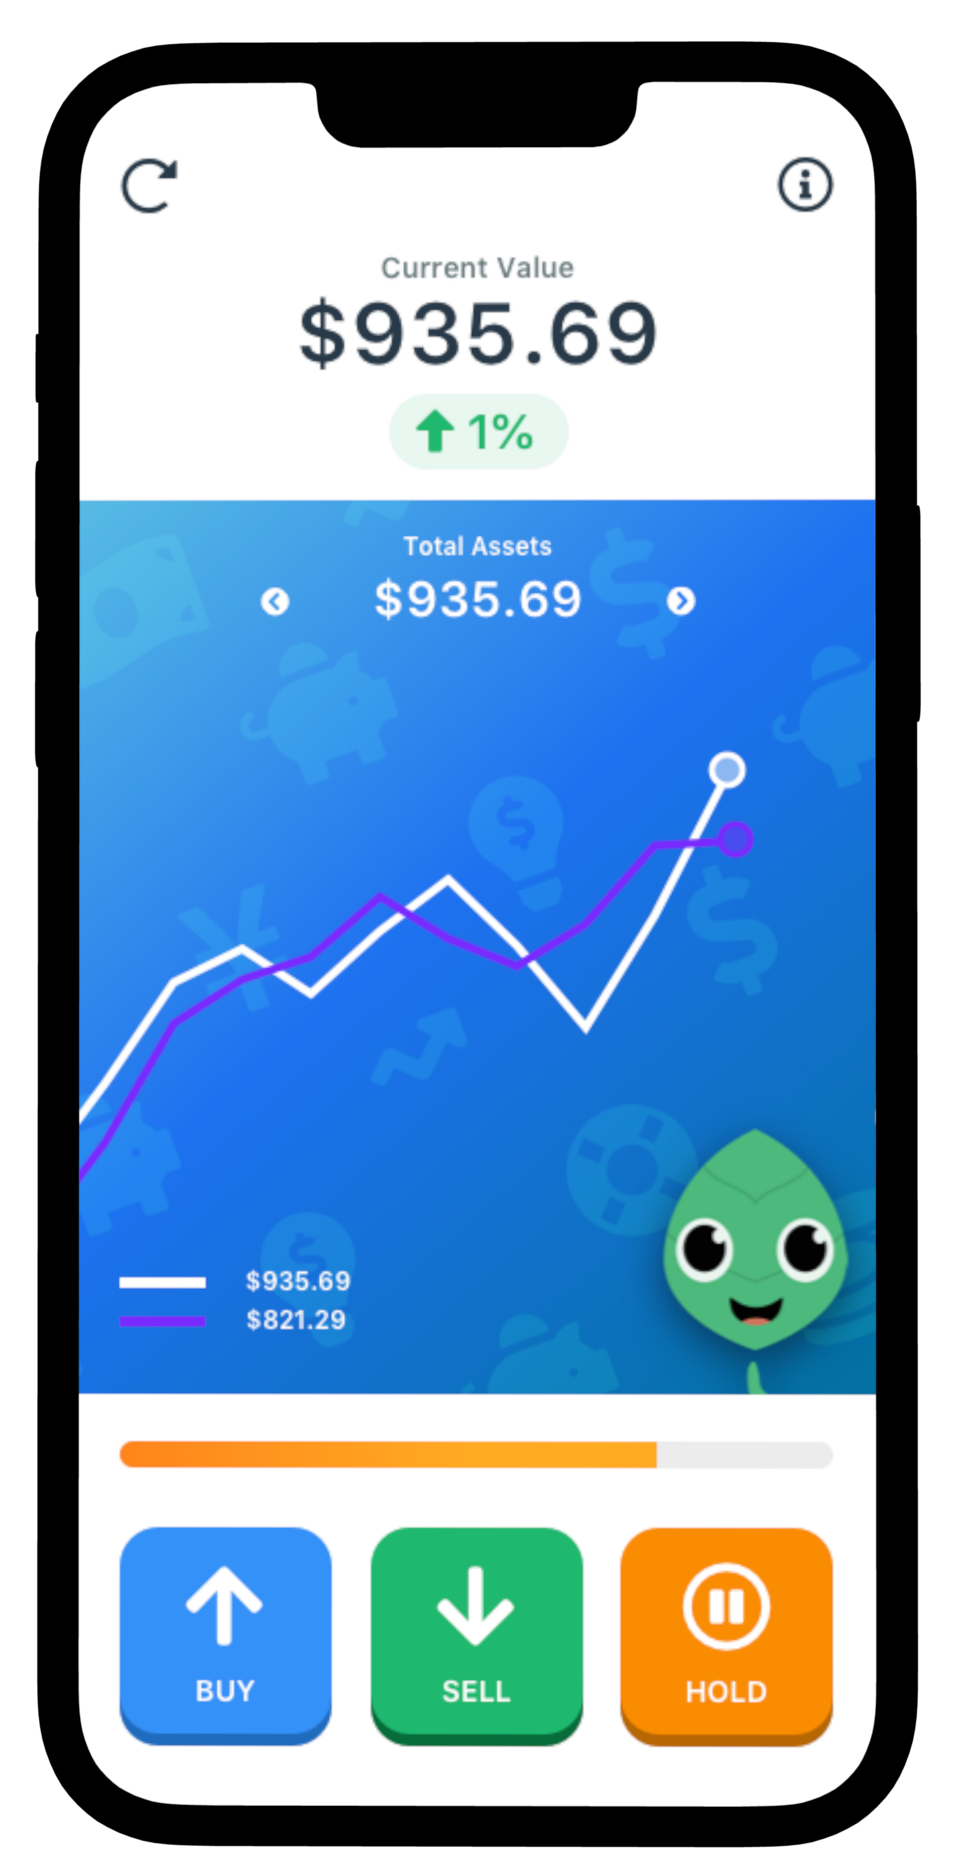 Current Value
$935.69
1%
Total Assets
$935.69
$935.69
$821.29
BUY
SELL
HOLD